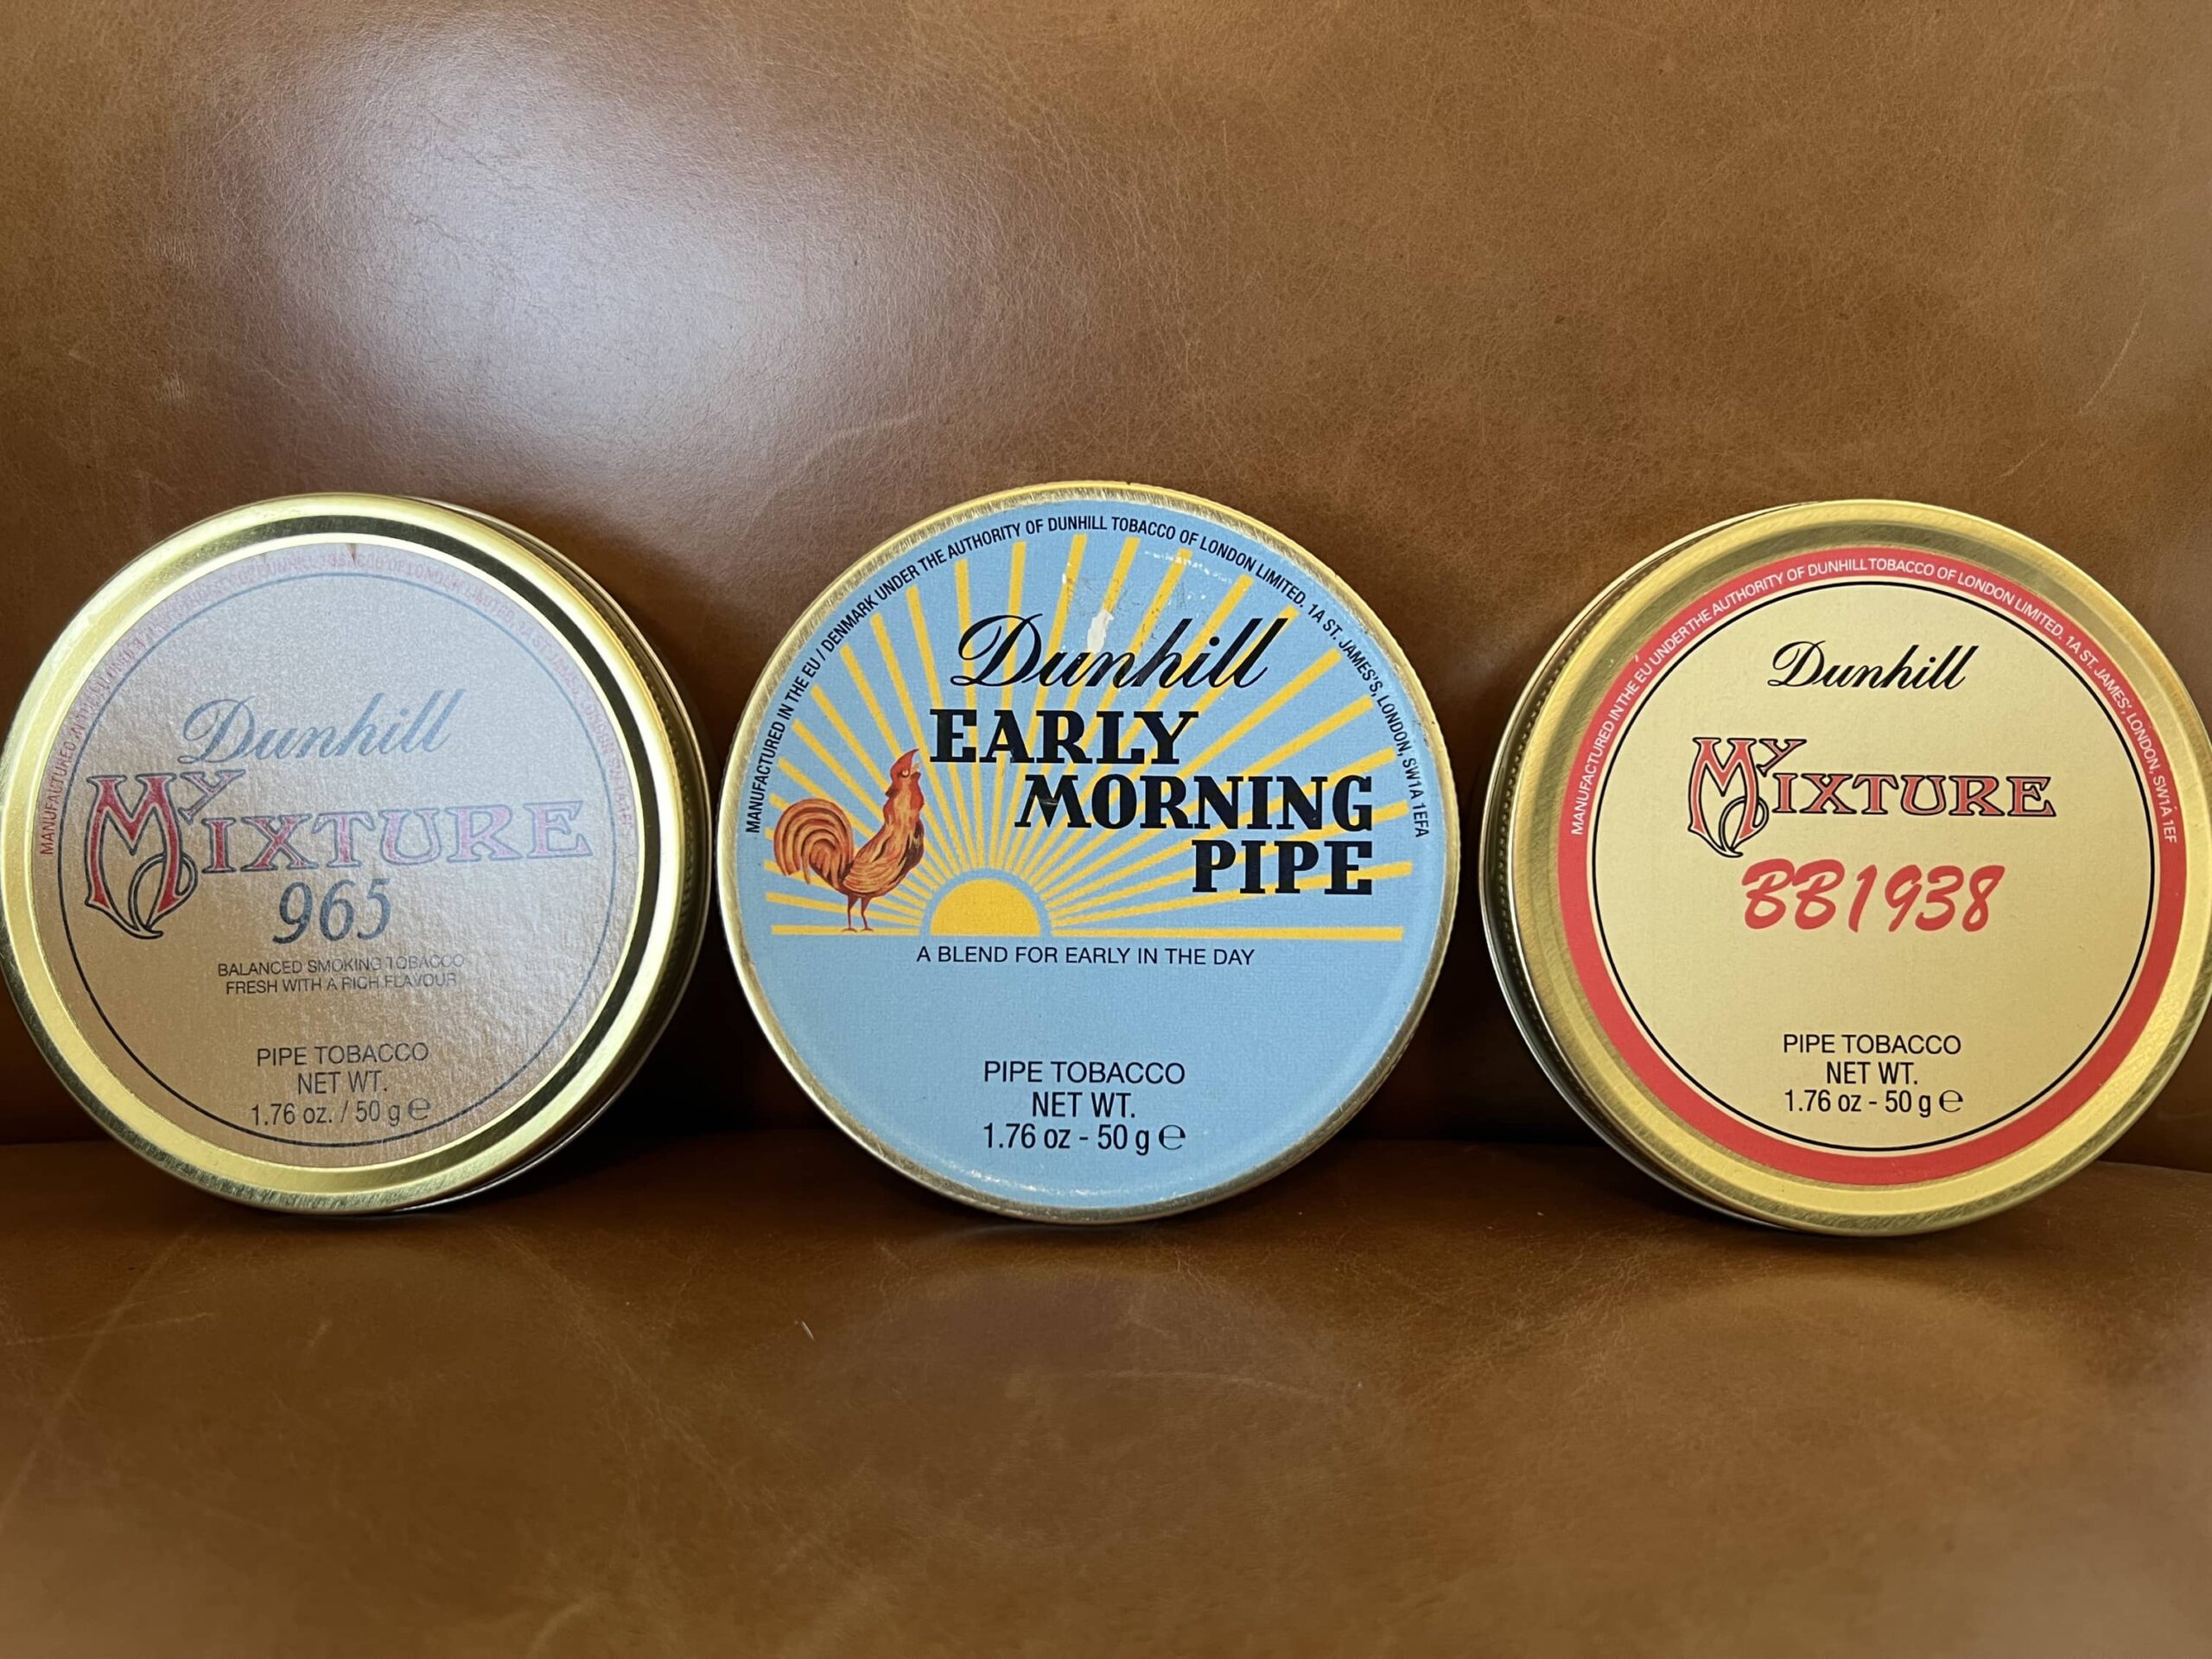 Dunhill
MY MIXTURE
965
BALANCED SMOKING TOBACCO
FRESH WITH A RICH FLAVOUR
PIPE TOBACCO
NET WT.
1.76 oz. / 50 g ℮
MANUFACTURED IN THE EU / DENMARK UNDER THE AUTHORITY OF DUNHILL TOBACCO OF LONDON LIMITED. 1A ST. JAMES'S, LONDON, SW1A 1EFA
Dunhill
EARLY
MORNING
PIPE
A BLEND FOR EARLY IN THE DAY
PIPE TOBACCO
NET WT.
1.76 oz - 50 g ℮
MANUFACTURED IN THE EU UNDER THE AUTHORITY OF DUNHILL TOBACCO OF LONDON LIMITED. 1A ST. JAMES', LONDON, SW1A 1EF
Dunhill
MY MIXTURE
BB1938
PIPE TOBACCO
NET WT.
1.76 oz - 50 g ℮